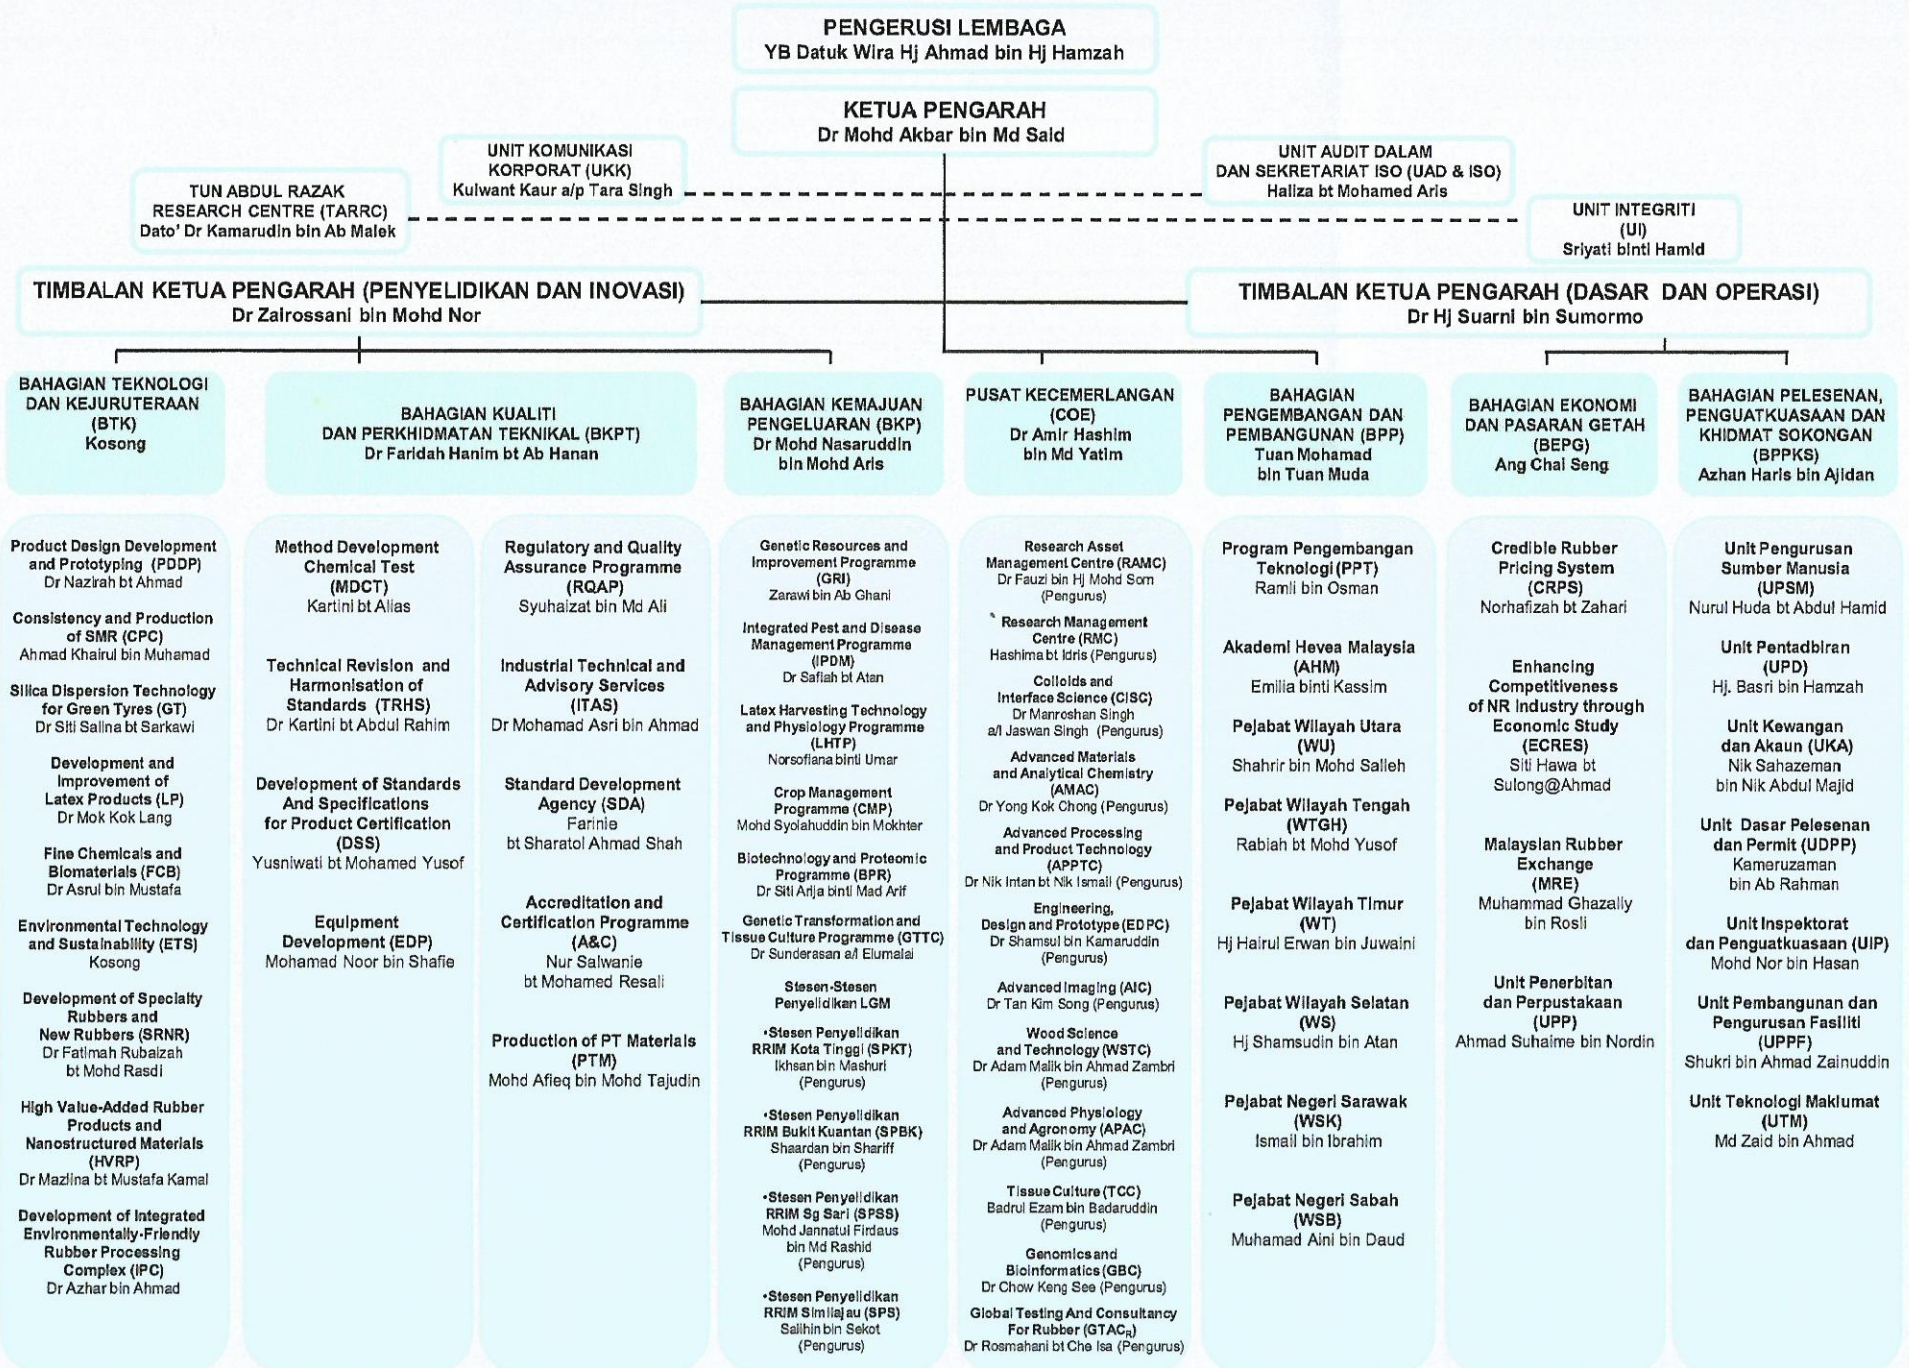 PENGERUSI LEMBAGA
YB Datuk Wira Hj Ahmad bin Hj Hamzah
KETUA PENGARAH
Dr Mohd Akbar bin Md Said
UNIT KOMUNIKASI
KORPORAT (UKK)
Kulwant Kaur a/p Tara Singh
UNIT AUDIT DALAM
DAN SEKRETARIAT ISO (UAD & ISO)
Haliza bt Mohamed Aris
TUN ABDUL RAZAK
RESEARCH CENTRE (TARRC)
Dato' Dr Kamarudin bin Ab Malek
UNIT INTEGRITI
(UI)
Sriyati binti Hamid
TIMBALAN KETUA PENGARAH (PENYELIDIKAN DAN INOVASI)
Dr Zairossani bin Mohd Nor
TIMBALAN KETUA PENGARAH (DASAR DAN OPERASI)
Dr Hj Suarni bin Sumormo
BAHAGIAN TEKNOLOGI
DAN KEJURUTERAAN
(BTK)
Kosong
BAHAGIAN KUALITI
DAN PERKHIDMATAN TEKNIKAL (BKPT)
Dr Faridah Hanim bt Ab Hanan
BAHAGIAN KEMAJUAN
PENGELUARAN (BKP)
Dr Mohd Nasaruddin
bin Mohd Aris
PUSAT KECEMERLANGAN
(COE)
Dr Amir Hashim
bin Md Yatim
BAHAGIAN
PENGEMBANGAN DAN
PEMBANGUNAN (BPP)
Tuan Mohamad
bin Tuan Muda
BAHAGIAN EKONOMI
DAN PASARAN GETAH
(BEPG)
Ang Chai Seng
BAHAGIAN PELESENAN,
PENGUATKUASAAN DAN
KHIDMAT SOKONGAN
(BPPKS)
Azhan Haris bin Ajidan
Product Design Development
and Prototyping (PDDP)
Dr Nazirah bt Ahmad
Consistency and Production
of SMR (CPC)
Ahmad Khairul bin Muhamad
Silica Dispersion Technology
for Green Tyres (GT)
Dr Siti Salina bt Sarkawi
Development and
Improvement of
Latex Products (LP)
Dr Mok Kok Lang
Fine Chemicals and
Biomaterials (FCB)
Dr Asrul bin Mustafa
Environmental Technology
and Sustainability (ETS)
Kosong
Development of Specialty
Rubbers and
New Rubbers (SRNR)
Dr Fatimah Rubaizah
bt Mohd Rasdi
High Value-Added Rubber
Products and
Nanostructured Materials
(HVRP)
Dr Mazlina bt Mustafa Kamal
Development of Integrated
Environmentally-Friendly
Rubber Processing
Complex (IPC)
Dr Azhar bin Ahmad
Method Development
Chemical Test
(MDCT)
Kartini bt Alias
Technical Revision and
Harmonisation of
Standards (TRHS)
Dr Kartini bt Abdul Rahim
Development of Standards
And Specifications
for Product Certification
(DSS)
Yusniwati bt Mohamed Yusof
Equipment
Development (EDP)
Mohamad Noor bin Shafie
Regulatory and Quality
Assurance Programme
(RQAP)
Syuhaizat bin Md Ali
Industrial Technical and
Advisory Services
(ITAS)
Dr Mohamad Asri bin Ahmad
Standard Development
Agency (SDA)
Farinie
bt Sharatol Ahmad Shah
Accreditation and
Certification Programme
(A&C)
Nur Salwanie
bt Mohamed Resali
Production of PT Materials
(PTM)
Mohd Afieq bin Mohd Tajudin
Genetic Resources and
Improvement Programme
(GRI)
Zarawi bin Ab Ghani
Integrated Pest and Disease
Management Programme
(IPDM)
Dr Safiah bt Atan
Latex Harvesting Technology
and Physiology Programme
(LHTP)
Norsofiana binti Umar
Crop Management
Programme (CMP)
Mohd Syolahuddin bin Mokhter
Biotechnology and Proteomic
Programme (BPR)
Dr Siti Arija binti Mad Arif
Genetic Transformation and
Tissue Culture Programme (GTTC)
Dr Sunderasan a/l Elumalai
Stesen-Stesen
Penyelidikan LGM
•Stesen Penyelidikan
RRIM Kota Tinggi (SPKT)
Ikhsan bin Mashuri
(Pengurus)
•Stesen Penyelidikan
RRIM Bukit Kuantan (SPBK)
Shaardan bin Shariff
(Pengurus)
•Stesen Penyelidikan
RRIM Sg Sari (SPSS)
Mohd Jannatul Firdaus
bin Md Rashid
(Pengurus)
•Stesen Penyelidikan
RRIM Similajau (SPS)
Salihin bin Sekot
(Pengurus)
Research Asset
Management Centre (RAMC)
Dr Fauzi bin Hj Mohd Som
(Pengurus)
Research Management
Centre (RMC)
Hashima bt Idris (Pengurus)
Colloids and
Interface Science (CISC)
Dr Manroshan Singh
a/l Jaswan Singh (Pengurus)
Advanced Materials
and Analytical Chemistry
(AMAC)
Dr Yong Kok Chong (Pengurus)
Advanced Processing
and Product Technology
(APPTC)
Dr Nik Intan bt Nik Ismail (Pengurus)
Engineering,
Design and Prototype (EDPC)
Dr Shamsul bin Kamaruddin
(Pengurus)
Advanced Imaging (AIC)
Dr Tan Kim Song (Pengurus)
Wood Science
and Technology (WSTC)
Dr Adam Malik bin Ahmad Zambri
(Pengurus)
Advanced Physiology
and Agronomy (APAC)
Dr Adam Malik bin Ahmad Zambri
(Pengurus)
Tissue Culture (TCC)
Badrul Ezam bin Badaruddin
(Pengurus)
Genomics and
Bioinformatics (GBC)
Dr Chow Keng See (Pengurus)
Global Testing And Consultancy
For Rubber (GTACR)
Dr Rosmahani bt Che Isa (Pengurus)
Program Pengembangan
Teknologi (PPT)
Ramli bin Osman
Akademi Hevea Malaysia
(AHM)
Emilia binti Kassim
Pejabat Wilayah Utara
(WU)
Shahrir bin Mohd Salleh
Pejabat Wilayah Tengah
(WTGH)
Rabiah bt Mohd Yusof
Pejabat Wilayah Timur
(WT)
Hj Hairul Erwan bin Juwaini
Pejabat Wilayah Selatan
(WS)
Hj Shamsudin bin Atan
Pejabat Negeri Sarawak
(WSK)
Ismail bin Ibrahim
Pejabat Negeri Sabah
(WSB)
Muhamad Aini bin Daud
Credible Rubber
Pricing System
(CRPS)
Norhafizah bt Zahari
Enhancing
Competitiveness
of NR Industry through
Economic Study
(ECRES)
Siti Hawa bt
Sulong@Ahmad
Malaysian Rubber
Exchange
(MRE)
Muhammad Ghazally
bin Rosli
Unit Penerbitan
dan Perpustakaan
(UPP)
Ahmad Suhaime bin Nordin
Unit Pengurusan
Sumber Manusia
(UPSM)
Nurul Huda bt Abdul Hamid
Unit Pentadbiran
(UPD)
Hj. Basri bin Hamzah
Unit Kewangan
dan Akaun (UKA)
Nik Sahazeman
bin Nik Abdul Majid
Unit Dasar Pelesenan
dan Permit (UDPP)
Kameruzaman
bin Ab Rahman
Unit Inspektorat
dan Penguatkuasaan (UIP)
Mohd Nor bin Hasan
Unit Pembangunan dan
Pengurusan Fasiliti
(UPPF)
Shukri bin Ahmad Zainuddin
Unit Teknologi Maklumat
(UTM)
Md Zaid bin Ahmad